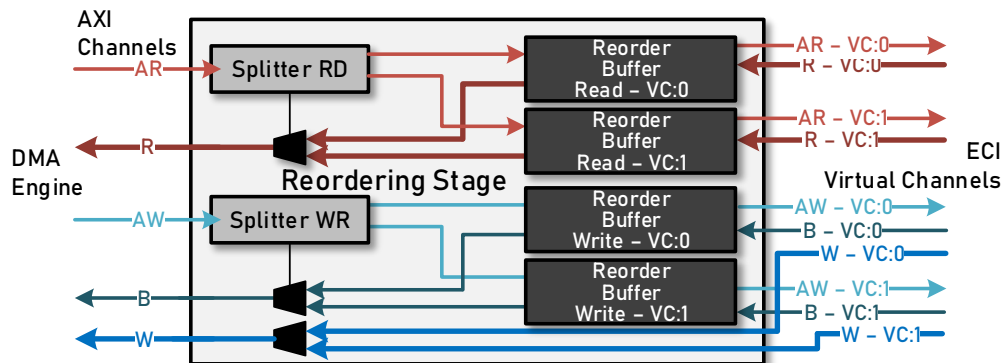 AXI
Channels
AR
Splitter RD
Reorder
Buffer
Read – VC:0
AR – VC:0
R – VC:0
Reorder
Buffer
Read – VC:1
AR – VC:1
R – VC:1
R
DMA
Engine
Reordering Stage
ECI
Virtual Channels
AW
Splitter WR
Reorder
Buffer
Write – VC:0
AW – VC:0
B – VC:0
W – VC:0
Reorder
Buffer
Write – VC:1
AW – VC:1
B – VC:1
W – VC:1
B
W